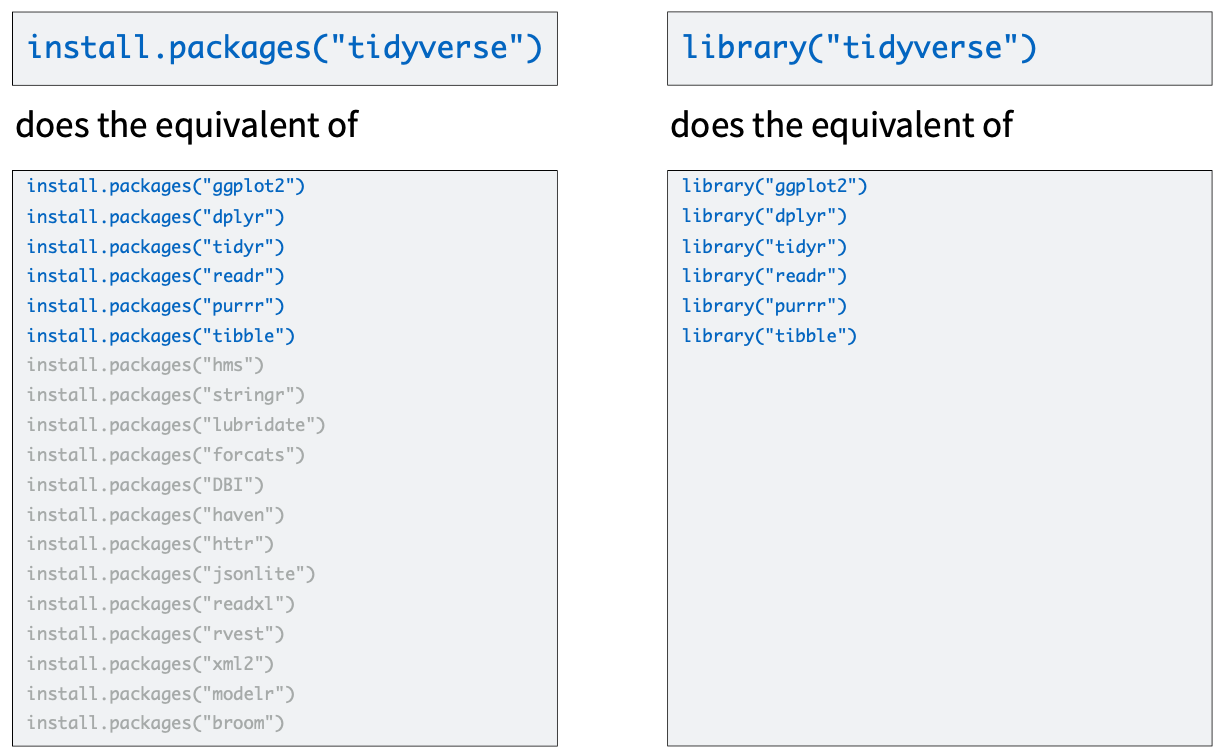 install.packages("tidyverse")
does the equivalent of
install.packages("ggplot2")
install.packages("dplyr")
install.packages("tidyr")
install.packages("readr")
install.packages("purrr")
install.packages("tibble")
install.packages("hms")
install.packages("stringr")
install.packages("lubridate")
install.packages("forcats")
install.packages("DBI")
install.packages("haven")
install.packages("httr")
install.packages("jsonlite")
install.packages("readxl")
install.packages("rvest")
install.packages("xml2")
install.packages("modelr")
install.packages("broom")
library("tidyverse")
does the equivalent of
library("ggplot2")
library("dplyr")
library("tidyr")
library("readr")
library("purrr")
library("tibble")